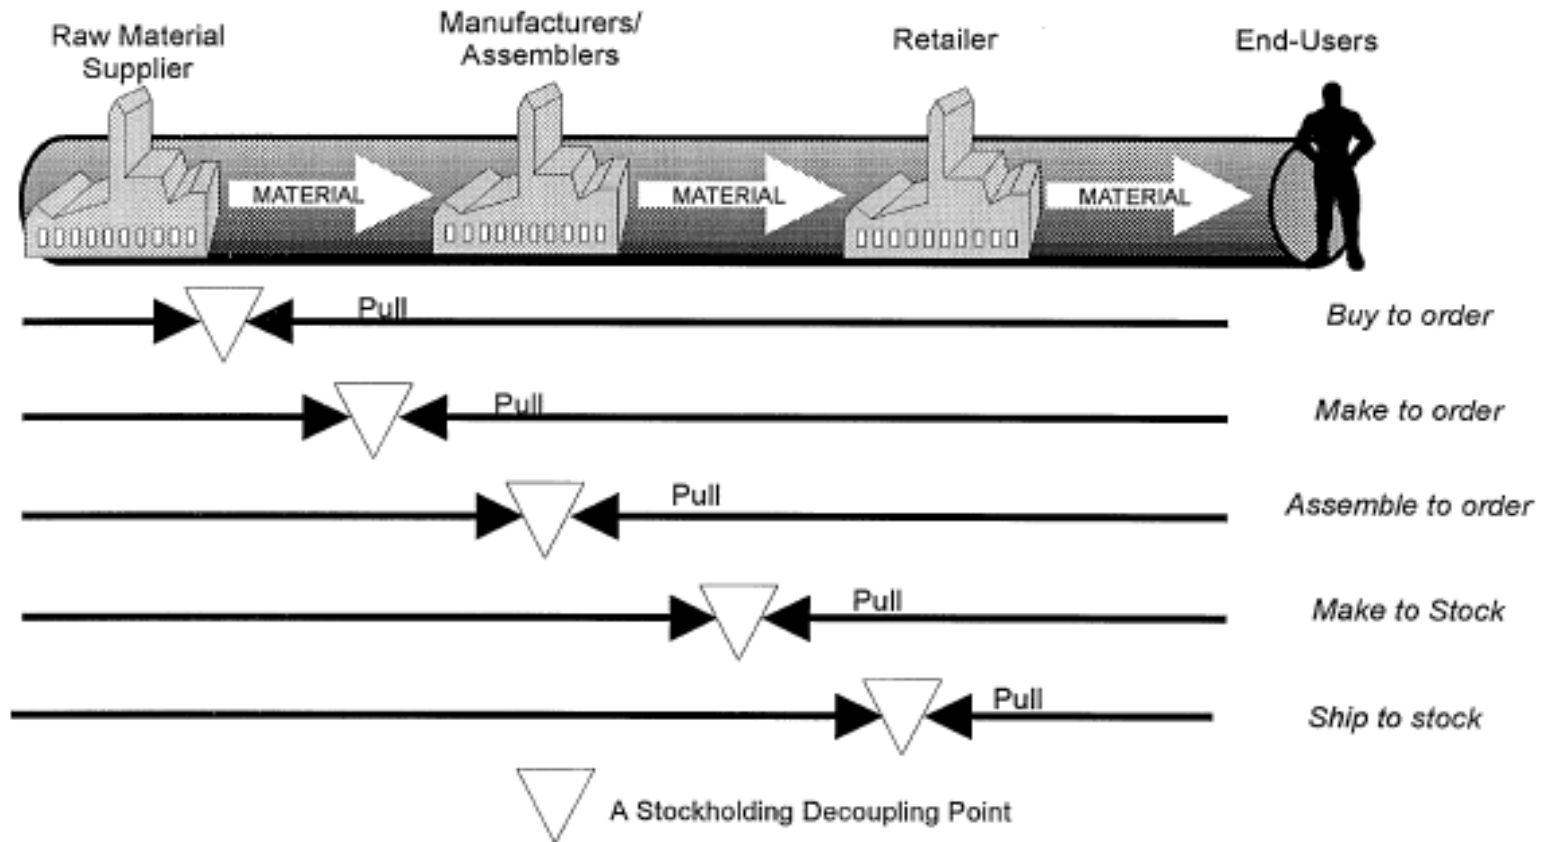 Raw Material
Supplier
Manufacturers/
Assemblers
Retailer
End-Users
MATERIAL
MATERIAL
MATERIAL
Pull
Buy to order
Pull
Make to order
Pull
Assemble to order
Pull
Make to Stock
Pull
Ship to stock
A Stockholding Decoupling Point